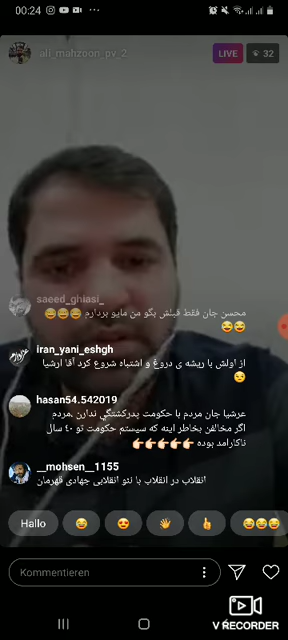 00:24
ali_mahzoon_pv_2
LIVE
32
saeed_ghiasi_
محسن جان فقط قبلش بگو من مایو بردارم 😅😅😅
😅😅
iran_yani_eshgh
از اولش با ریشه ی دروغ و اشتباه شروع کرد آقا ارشیا
😒
hasan54.542019
عرشیا جان مردم با حکومت پدرکشتگي ندارن ،مردم
اگر مخالفن بخاطر اینه که سیستم حکومت تو ۴۰ سال
ناکارامد بوده 👉🏻👉🏻👉🏻👉🏻👉🏻
__mohsen__1155
انقلاب در انقلاب با نئو انقلابی جهادی قهرمان
Hallo 😂 😍 👋 👆 😂😂😂
Kommentieren
V RECORDER